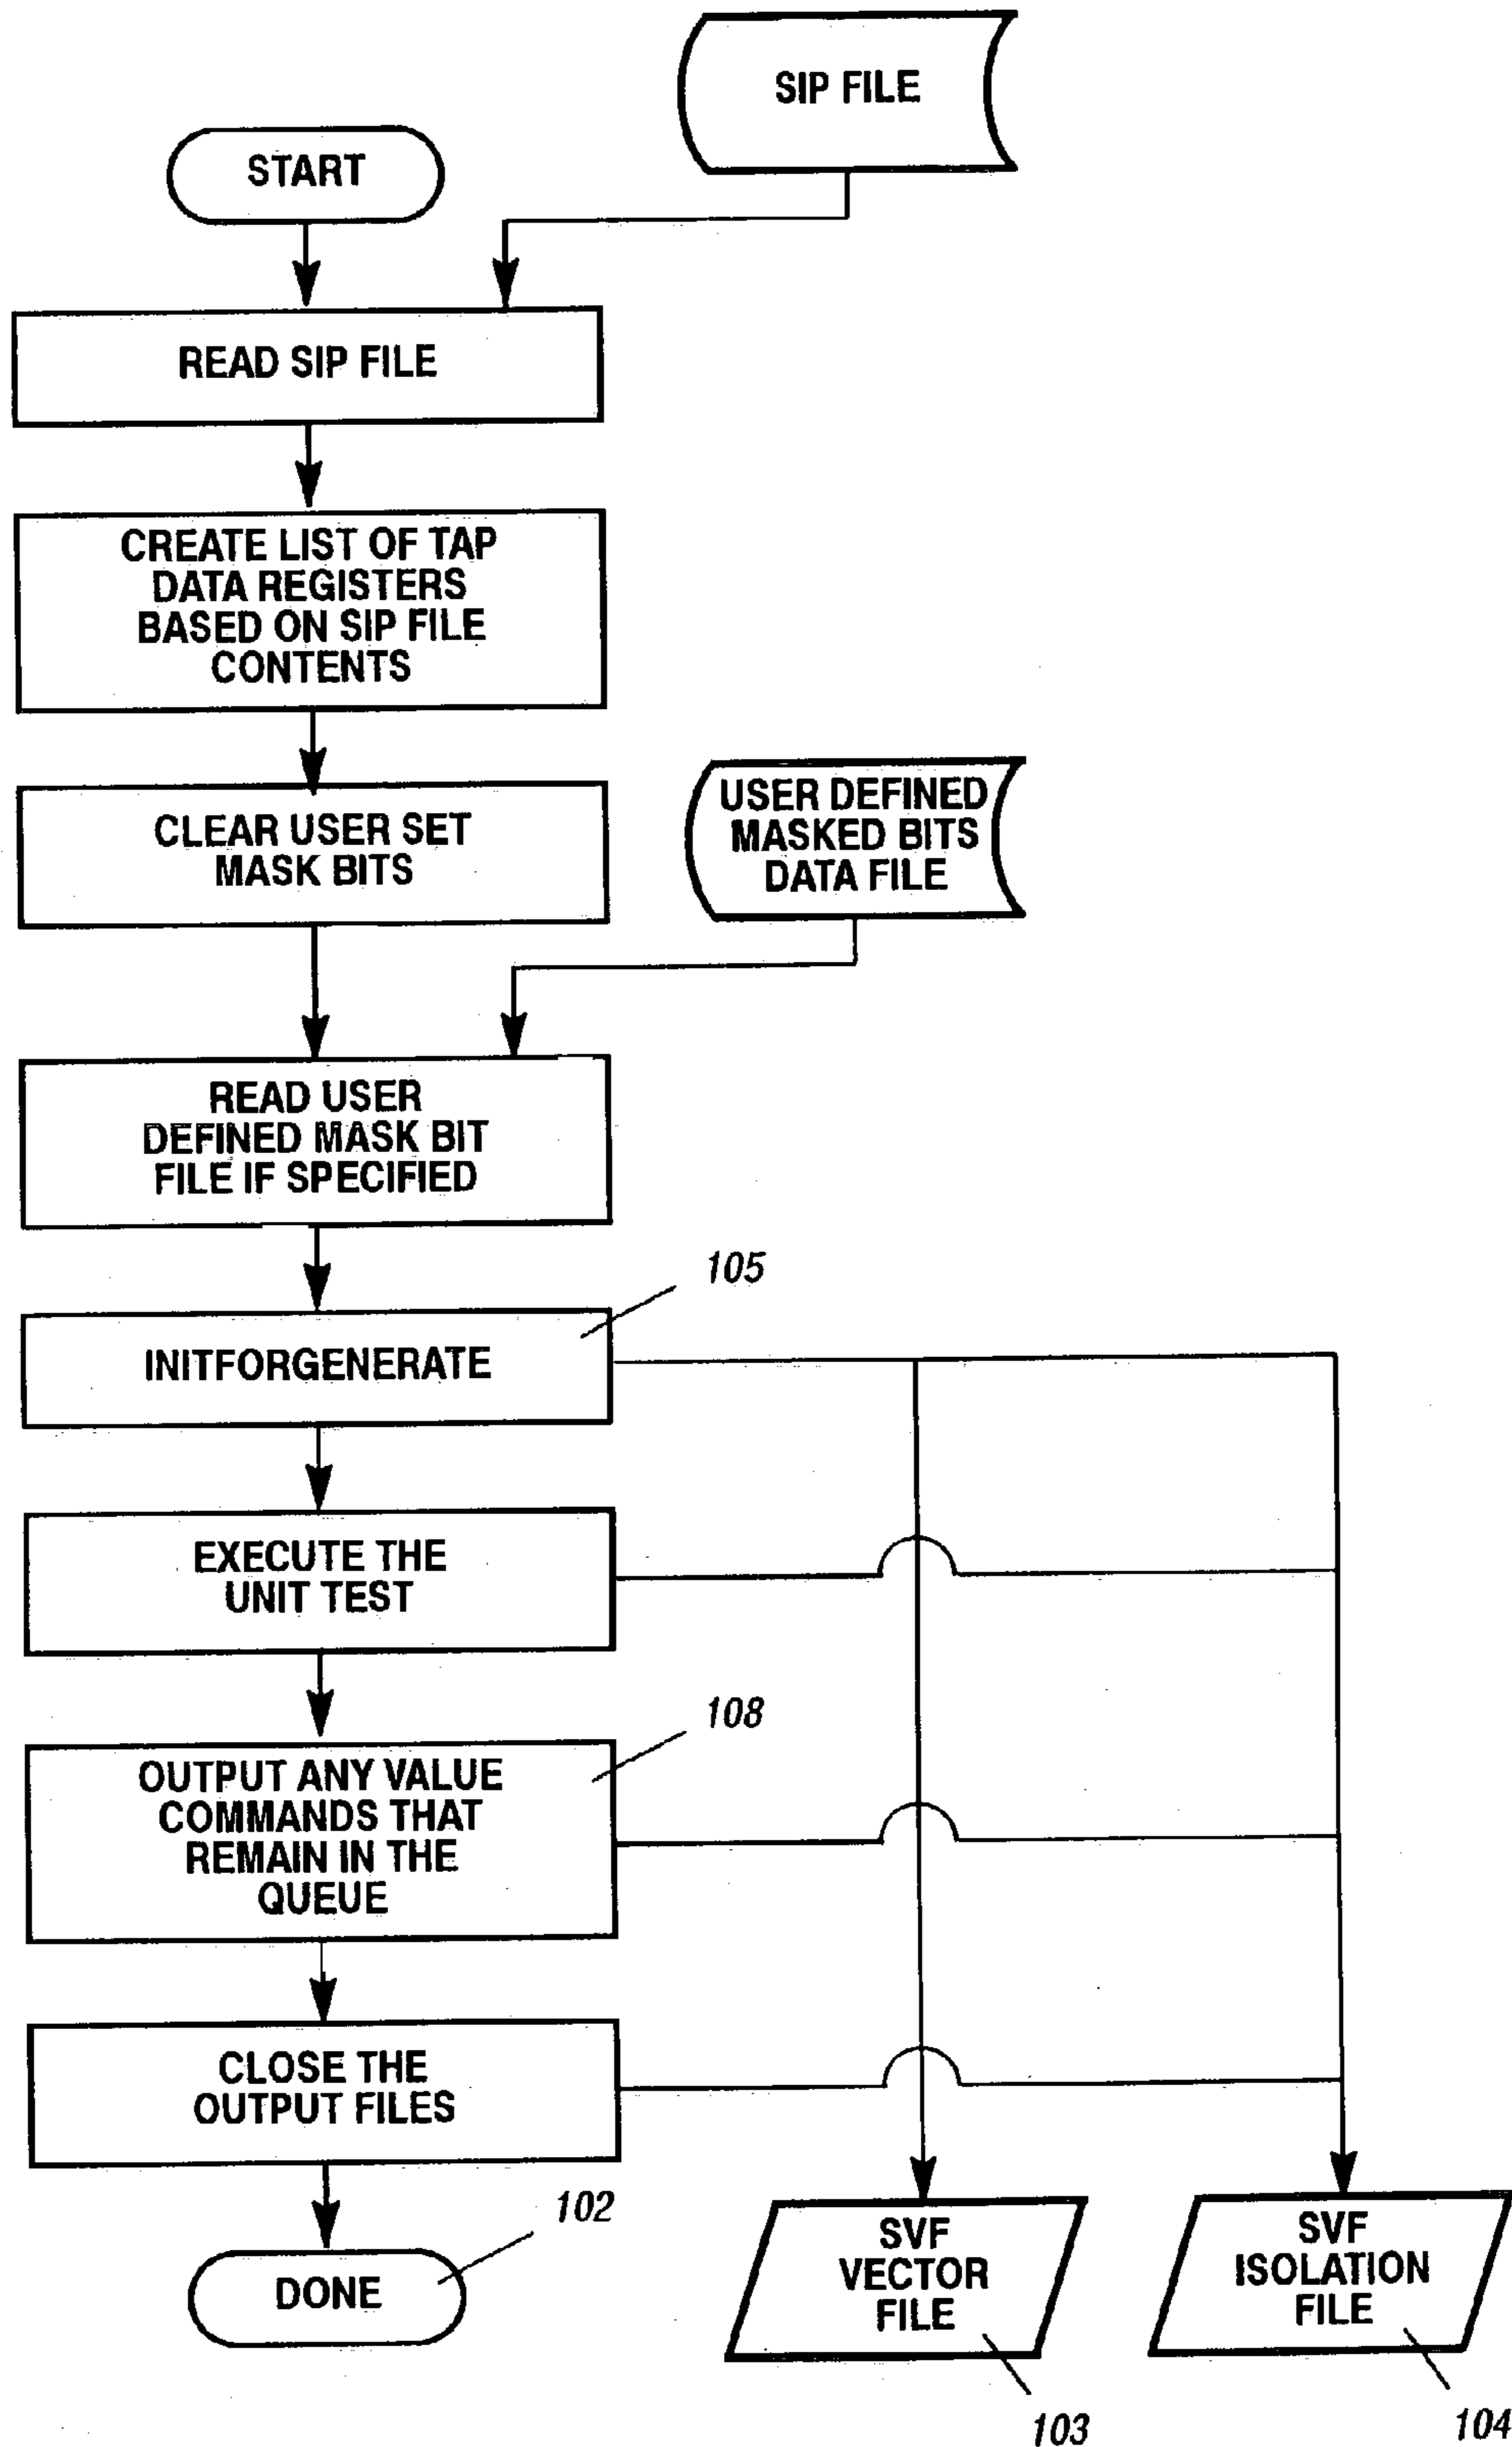 SIP FILE
START
READ SIP FILE
CREATE LIST OF TAP
DATA REGISTERS
BASED ON SIP FILE
CONTENTS
CLEAR USER SET
MASK BITS
USER DEFINED
MASKED BITS
DATA FILE
READ USER
DEFINED MASK BIT
FILE IF SPECIFIED
105
INITFORGENERATE
EXECUTE THE
UNIT TEST
108
OUTPUT ANY VALUE
COMMANDS THAT
REMAIN IN THE
QUEUE
CLOSE THE
OUTPUT FILES
102
DONE
SVF
VECTOR
FILE
103
SVF
ISOLATION
FILE
104